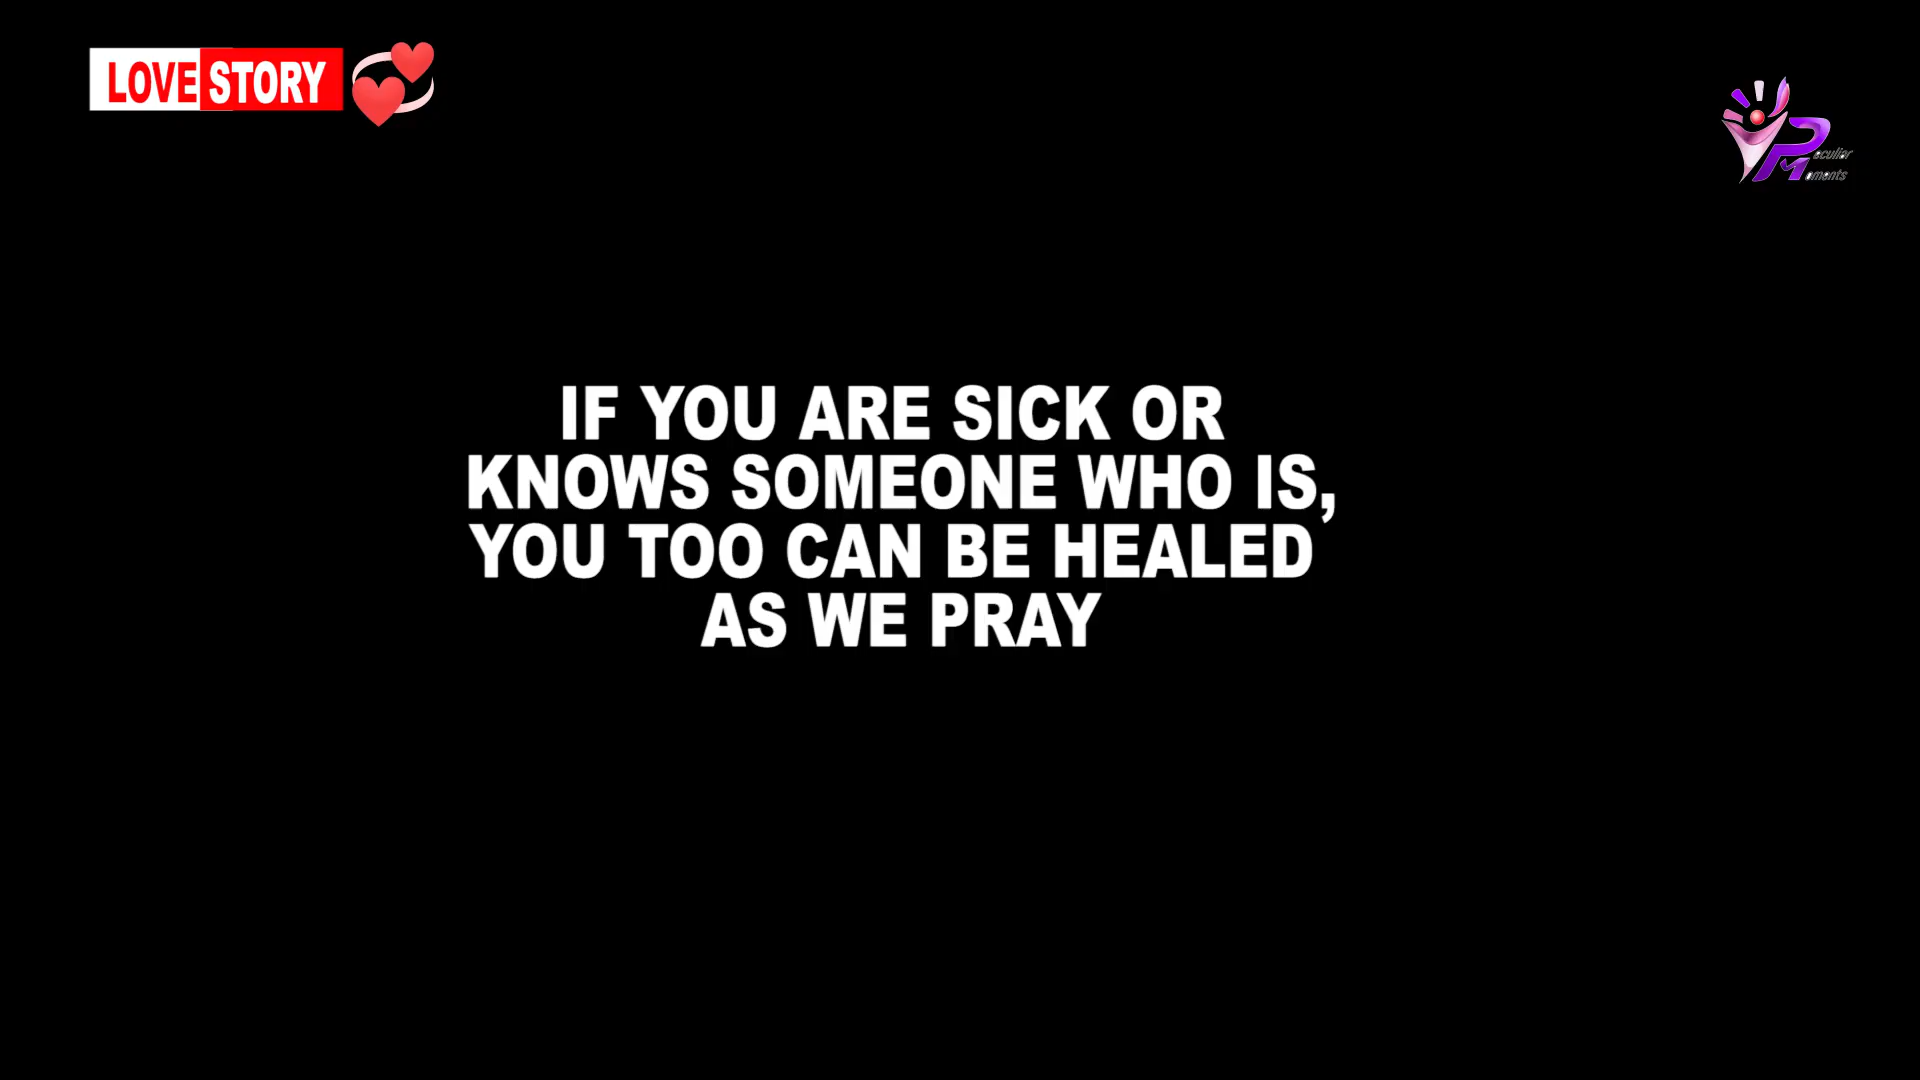 LOVE STORY
Peculiar
Moments
IF YOU ARE SICK OR
KNOWS SOMEONE WHO IS,
YOU TOO CAN BE HEALED
AS WE PRAY